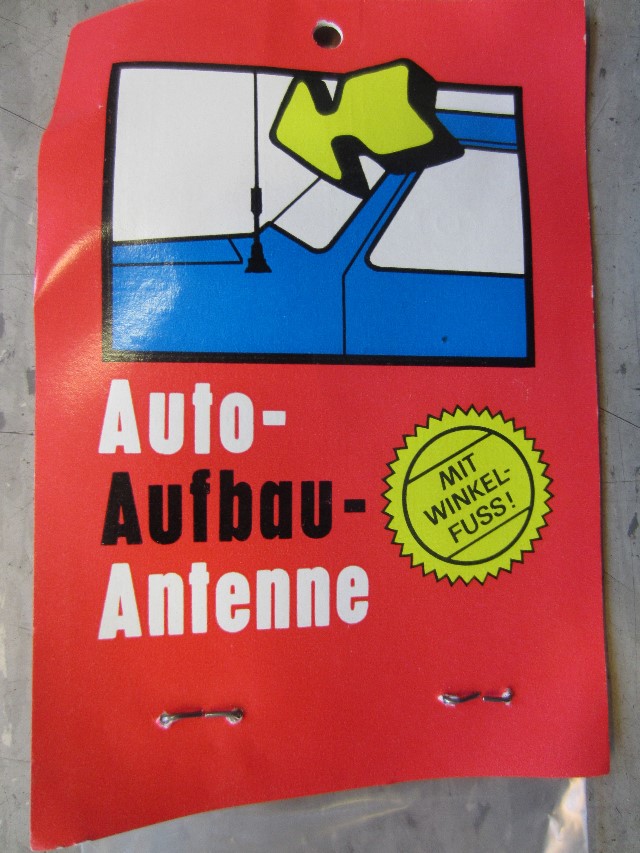 Auto-
Aufbau-
Antenne
MIT
WINKEL-
FUSS!